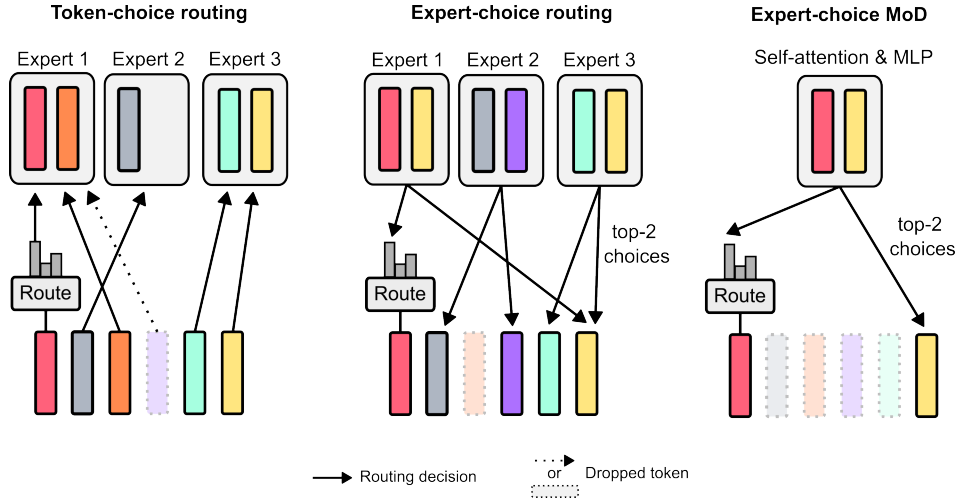 Token-choice routing
Expert 1 Expert 2 Expert 3
Route
Expert-choice routing
Expert 1 Expert 2 Expert 3
top-2
choices
Route
Expert-choice MoD
Self-attention & MLP
top-2
choices
Route
Routing decision
or
Dropped token